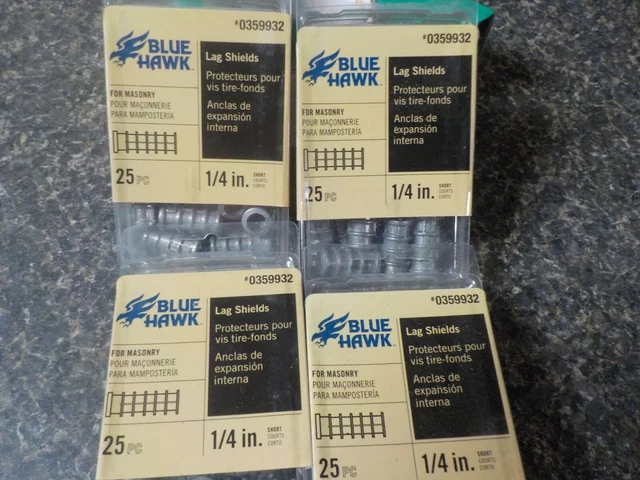 #0359932
BLUE
HAWK™
Lag Shields
Protecteurs pour
vis tire-fonds
Anclas de
expansión
interna
FOR MASONRY
POUR MAÇONNERIE
PARA MAMPOSTERÍA
25 PC
1/4 in.
SHORT
COURTS
CORTO
#0359932
BLUE
HAWK™
Lag Shields
Protecteurs pour
vis tire-fonds
Anclas de
expansión
interna
FOR MASONRY
POUR MAÇONNERIE
PARA MAMPOSTERÍA
25 PC
1/4 in.
SHORT
COURTS
CORTO
#0359932
BLUE
HAWK™
Lag Shields
Protecteurs pour
vis tire-fonds
Anclas de
expansión
interna
FOR MASONRY
POUR MAÇONNERIE
PARA MAMPOSTERÍA
25 PC
1/4 in.
SHORT
COURTS
CORTO
#0359932
BLUE
HAWK™
Lag Shields
Protecteurs pour
vis tire-fonds
Anclas de
expansión
interna
FOR MASONRY
POUR MAÇONNERIE
PARA MAMPOSTERÍA
25 PC
1/4 in.
SHORT
COURTS
CORTO